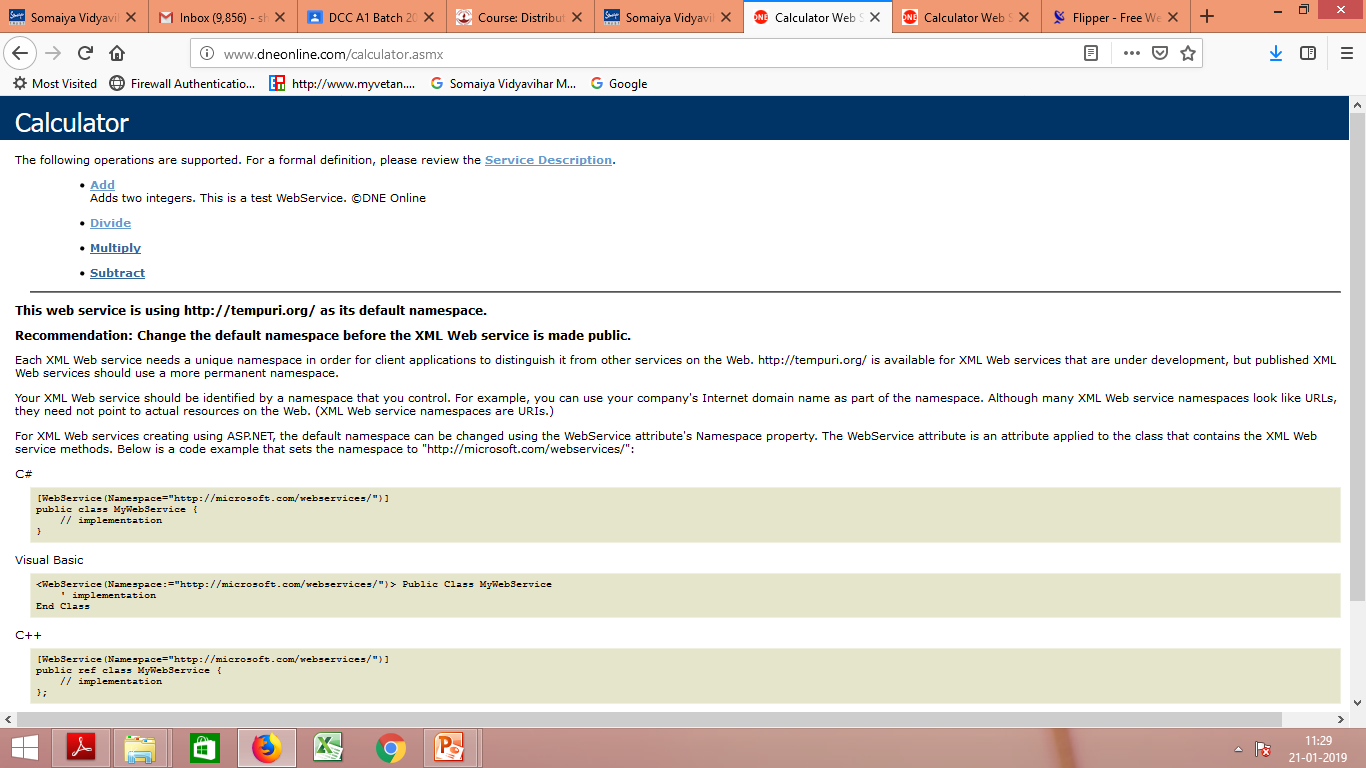 Somaiya Vidyavil
Inbox (9,856) - sh
DCC A1 Batch 20
Course: Distribut
Somaiya Vidyavil
Calculator Web S
Calculator Web S
Flipper - Free We
www.dneonline.com/calculator.asmx
Most Visited
Firewall Authenticatio...
http://www.myvetan....
Somaiya Vidyavihar M...
Google
Calculator
The following operations are supported. For a formal definition, please review the Service Description.
• Add
Adds two integers. This is a test WebService. ©DNE Online
• Divide
• Multiply
• Subtract
This web service is using http://tempuri.org/ as its default namespace.
Recommendation: Change the default namespace before the XML Web service is made public.
Each XML Web service needs a unique namespace in order for client applications to distinguish it from other services on the Web. http://tempuri.org/ is available for XML Web services that are under development, but published XML
Web services should use a more permanent namespace.
Your XML Web service should be identified by a namespace that you control. For example, you can use your company's Internet domain name as part of the namespace. Although many XML Web service namespaces look like URLs,
they need not point to actual resources on the Web. (XML Web service namespaces are URIs.)
For XML Web services creating using ASP.NET, the default namespace can be changed using the WebService attribute's Namespace property. The WebService attribute is an attribute applied to the class that contains the XML Web
service methods. Below is a code example that sets the namespace to "http://microsoft.com/webservices/":
C#
[WebService(Namespace="http://microsoft.com/webservices/")]
public class MyWebService {
// implementation
}
Visual Basic
<WebService(Namespace:="http://microsoft.com/webservices/")> Public Class MyWebService
' implementation
End Class
C++
[WebService(Namespace="http://microsoft.com/webservices/")]
public ref class MyWebService {
// implementation
};
11:29
21-01-2019